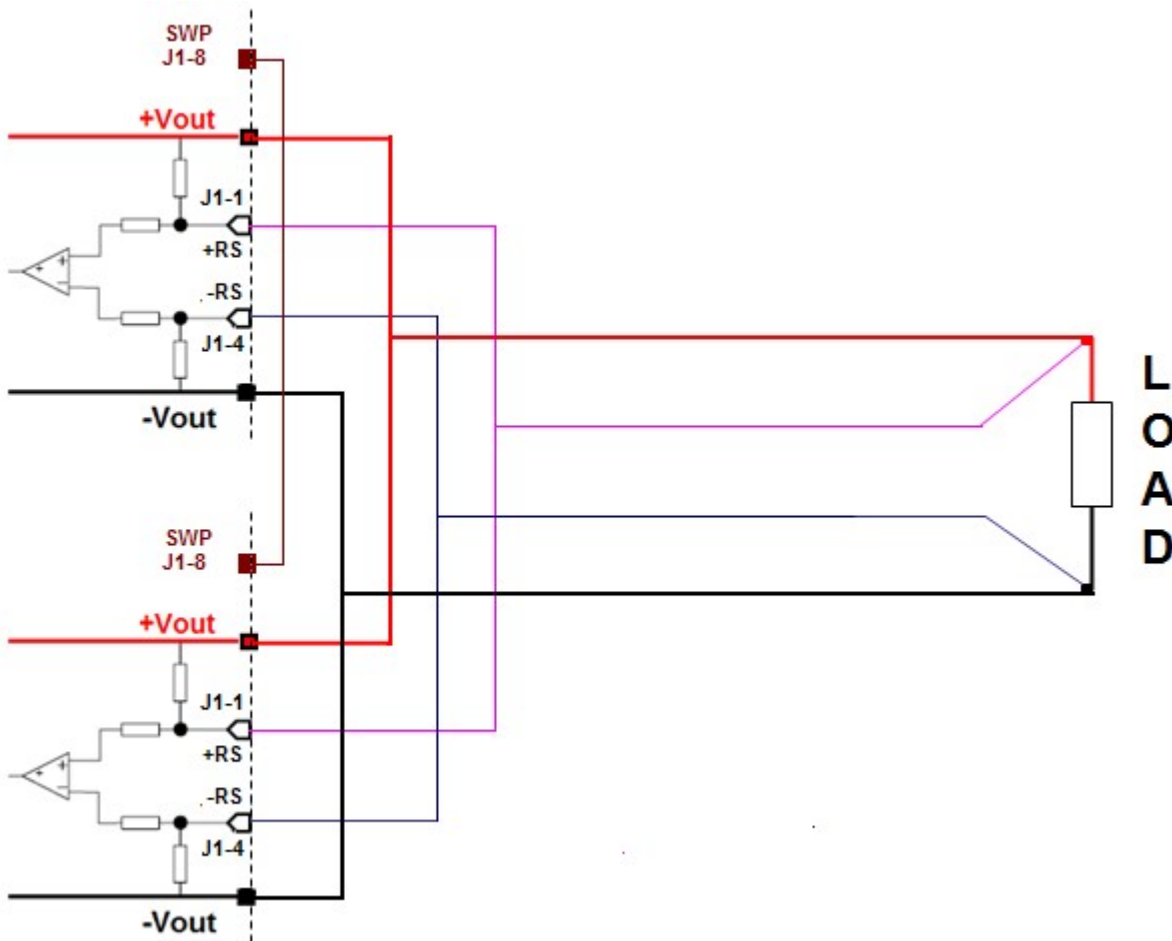 SWP
J1-8
+Vout
J1-1
+RS
-RS
J1-4
-Vout
L
O
A
D
SWP
J1-8
+Vout
J1-1
+RS
-RS
J1-4
-Vout